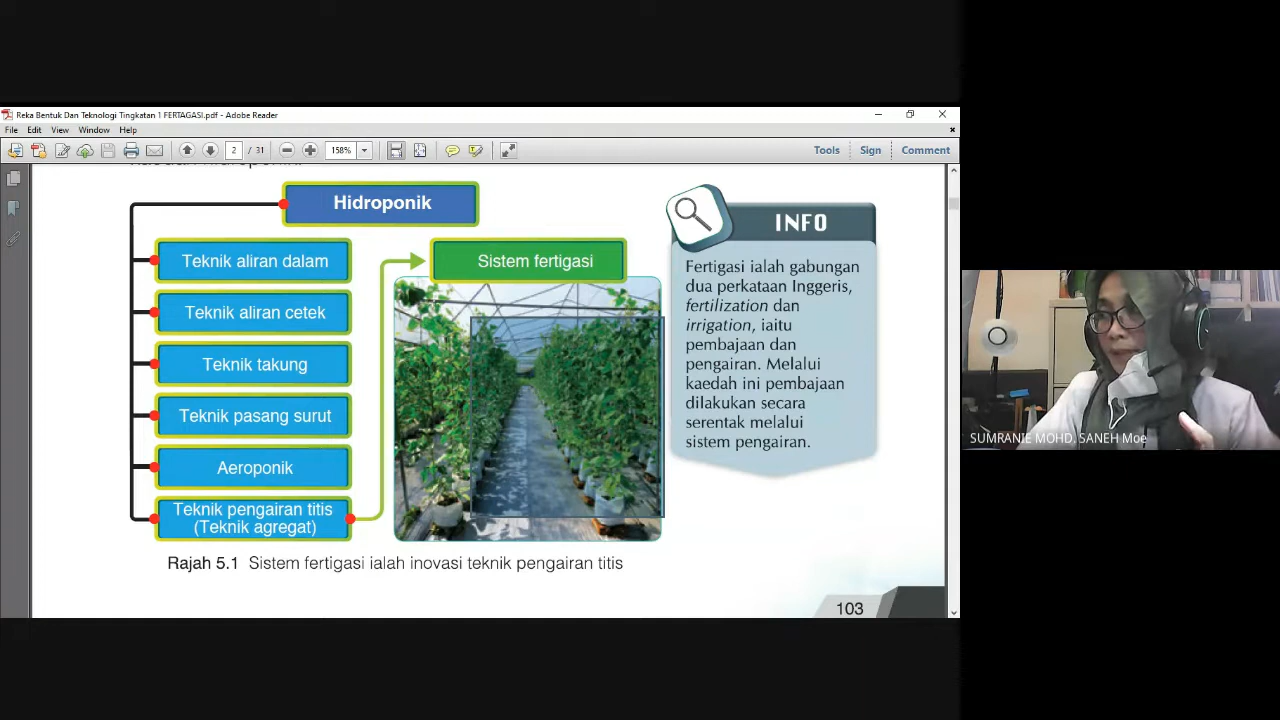 Reka Bentuk Dan Teknologi Tingkatan 1 FERTAGASI.pdf - Adobe Reader
File Edit View Window Help
2 / 31 158% Tools Sign Comment
Hidroponik
Teknik aliran dalam
Teknik aliran cetek
Teknik takung
Teknik pasang surut
Aeroponik
Teknik pengairan titis
(Teknik agregat)
Sistem fertigasi
Rajah 5.1 Sistem fertigasi ialah inovasi teknik pengairan titis
INFO
Fertigasi ialah gabungan
dua perkataan Inggeris,
fertilization dan
irrigation, iaitu
pembajaan dan
pengairan. Melalui
kaedah ini pembajaan
dilakukan secara
serentak melalui
sistem pengairan.
103
SUMRANIE MOHD. SANEH Moe